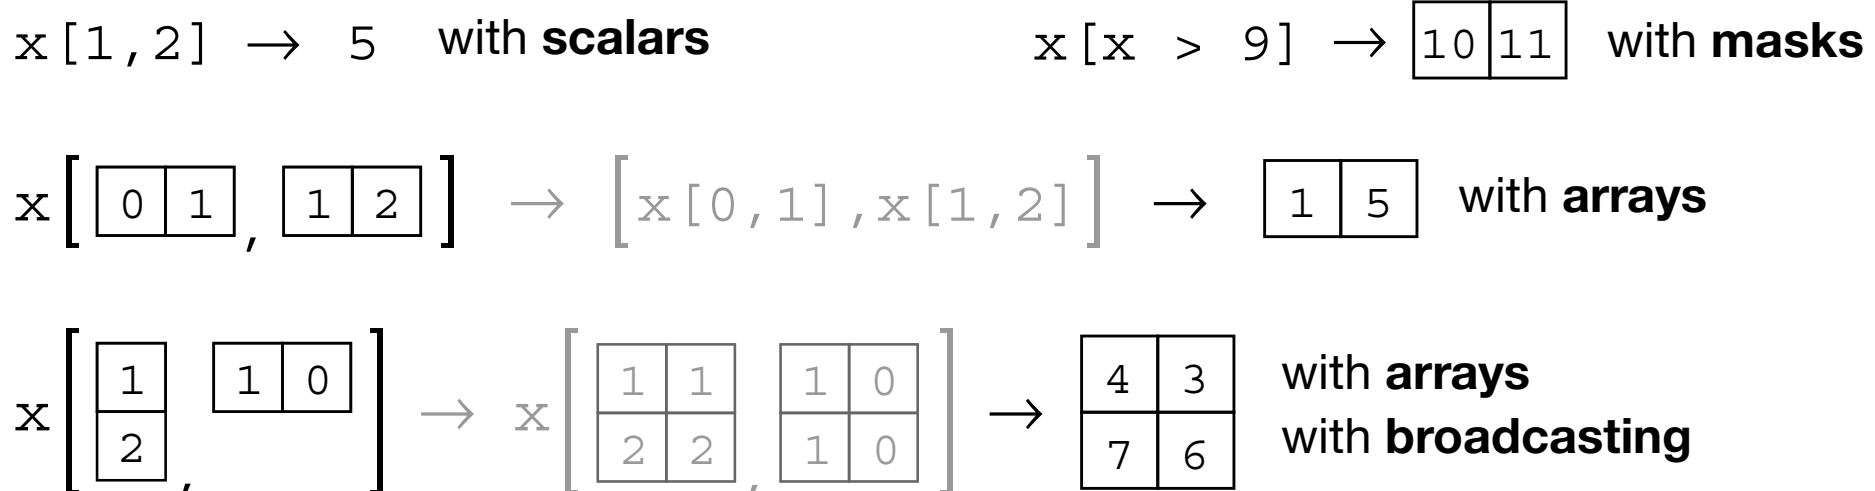 x[1,2] → 5 with scalars
x[x > 9] → 10 11 with masks
x[ 0 1 , 1 2 ] → [x[0,1],x[1,2]] → 1 5 with arrays
x[ 1 1 0 ] → x[ 1 1 1 0 ] → 4 3 with arrays
2 , 2 2 , 1 0 7 6 with broadcasting